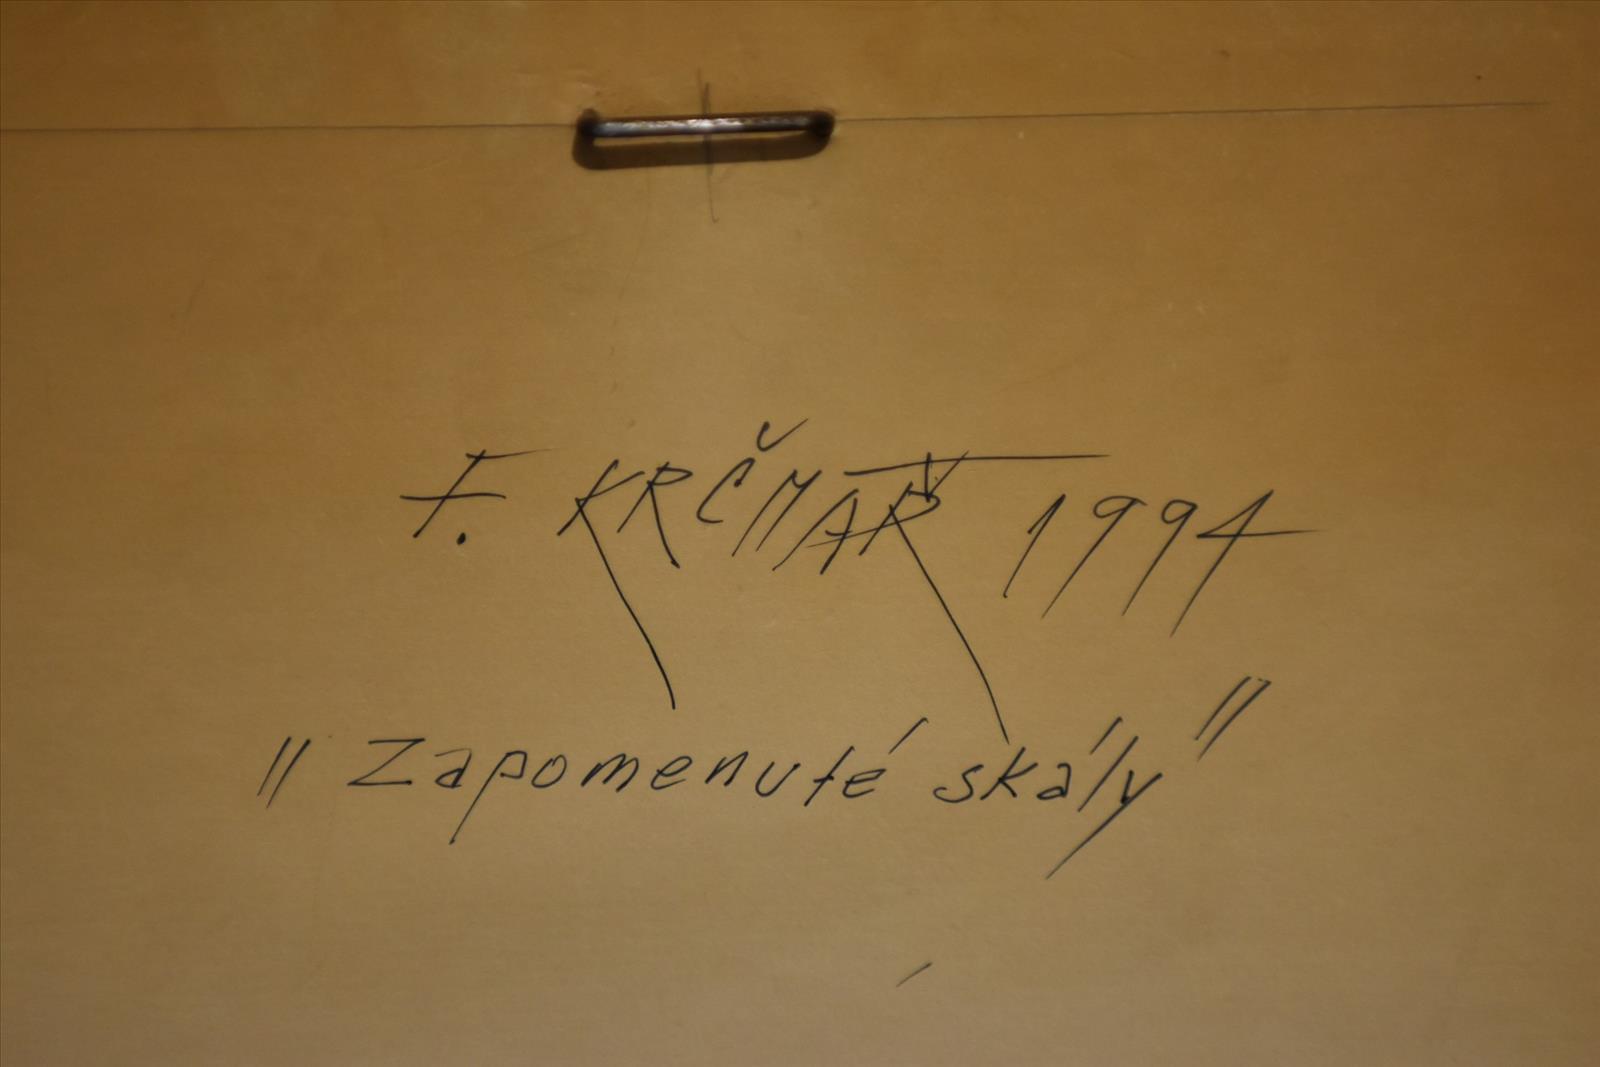 F. KRČMAŘ 1994
"Zapomenuté skály"